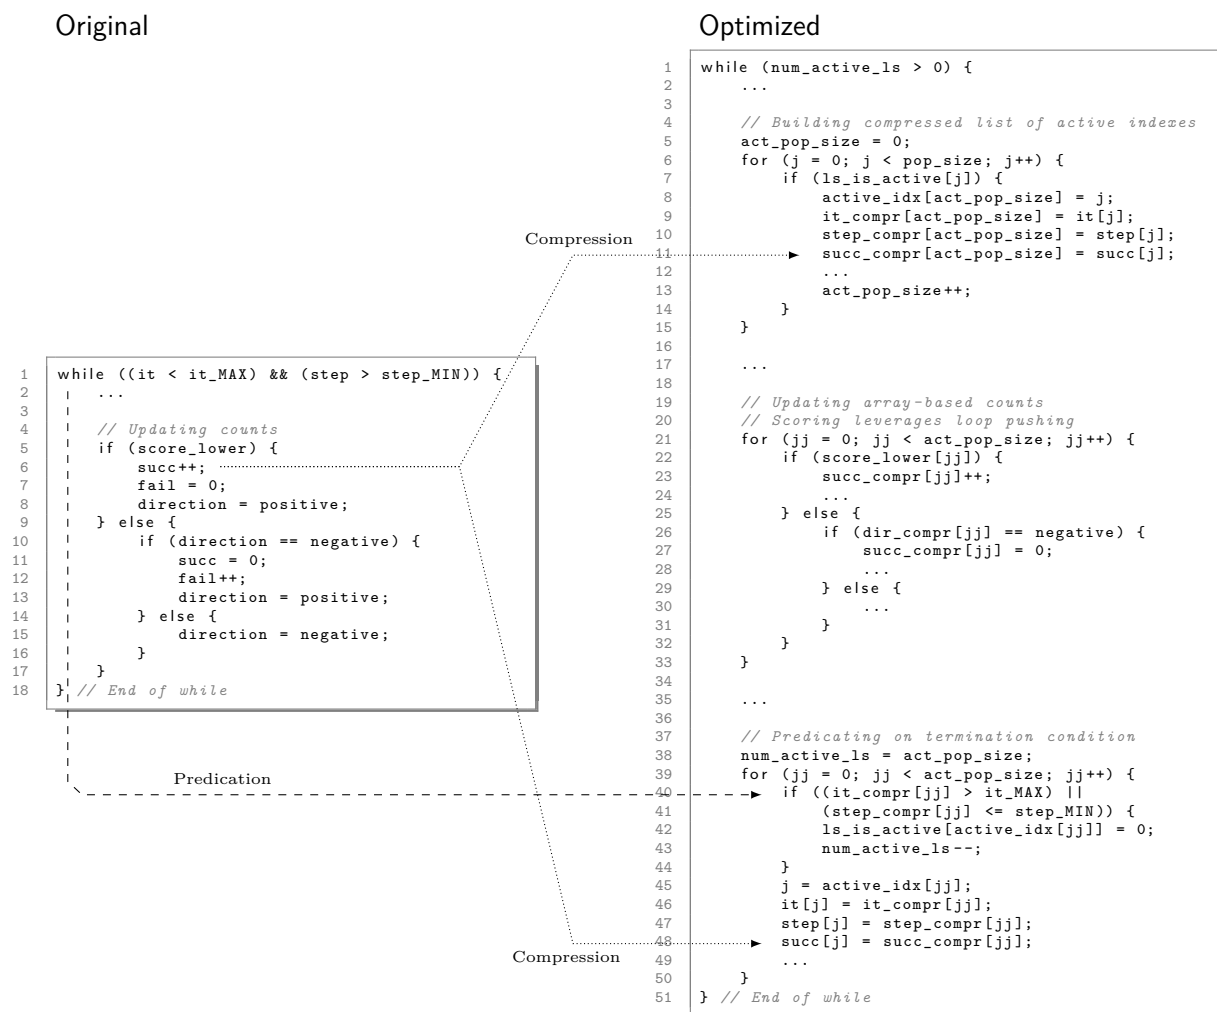 Original
1 while ((it < it_MAX) && (step > step_MIN)) {
2     ...
3
4     // Updating counts
5     if (score_lower) {
6         succ++;
7         fail = 0;
8         direction = positive;
9     } else {
10         if (direction == negative) {
11             succ = 0;
12             fail++;
13             direction = positive;
14         } else {
15             direction = negative;
16         }
17     }
18 } // End of while
Compression
Predication
Compression
Optimized
1 while (num_active_ls > 0) {
2     ...
3
4     // Building compressed list of active indexes
5     act_pop_size = 0;
6     for (j = 0; j < pop_size; j++) {
7         if (ls_is_active[j]) {
8             active_idx[act_pop_size] = j;
9             it_compr[act_pop_size] = it[j];
10             step_compr[act_pop_size] = step[j];
11             succ_compr[act_pop_size] = succ[j];
12             ...
13             act_pop_size++;
14         }
15     }
16
17     ...
18
19     // Updating array-based counts
20     // Scoring leverages loop pushing
21     for (jj = 0; jj < act_pop_size; jj++) {
22         if (score_lower[jj]) {
23             succ_compr[jj]++;
24             ...
25         } else {
26             if (dir_compr[jj] == negative) {
27                 succ_compr[jj] = 0;
28                 ...
29             } else {
30                 ...
31             }
32         }
33     }
34
35     ...
36
37     // Predicating on termination condition
38     num_active_ls = act_pop_size;
39     for (jj = 0; jj < act_pop_size; jj++) {
40         if ((it_compr[jj] > it_MAX) ||
41             (step_compr[jj] <= step_MIN)) {
42             ls_is_active[active_idx[jj]] = 0;
43             num_active_ls--;
44         }
45         j = active_idx[jj];
46         it[j] = it_compr[jj];
47         step[j] = step_compr[jj];
48         succ[j] = succ_compr[jj];
49         ...
50     }
51 } // End of while